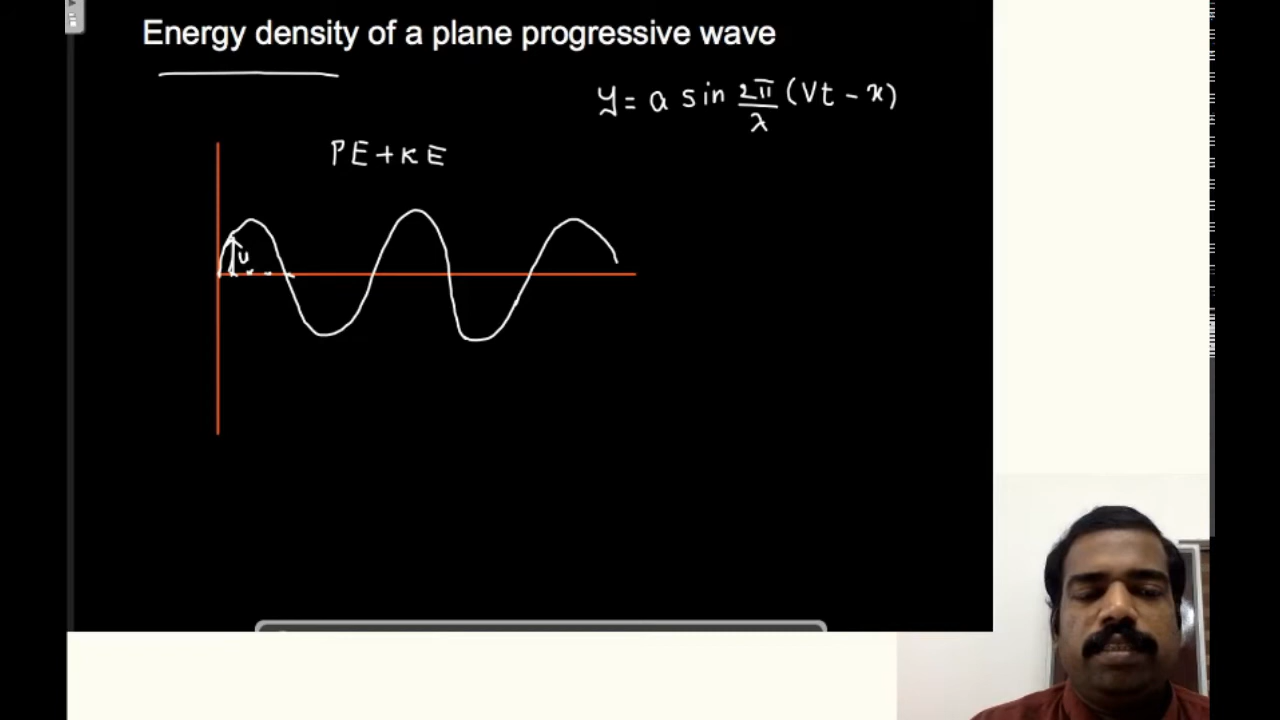 Energy density of a plane progressive wave
y = a sin 2π/λ (Vt - x)
PE + KE
u